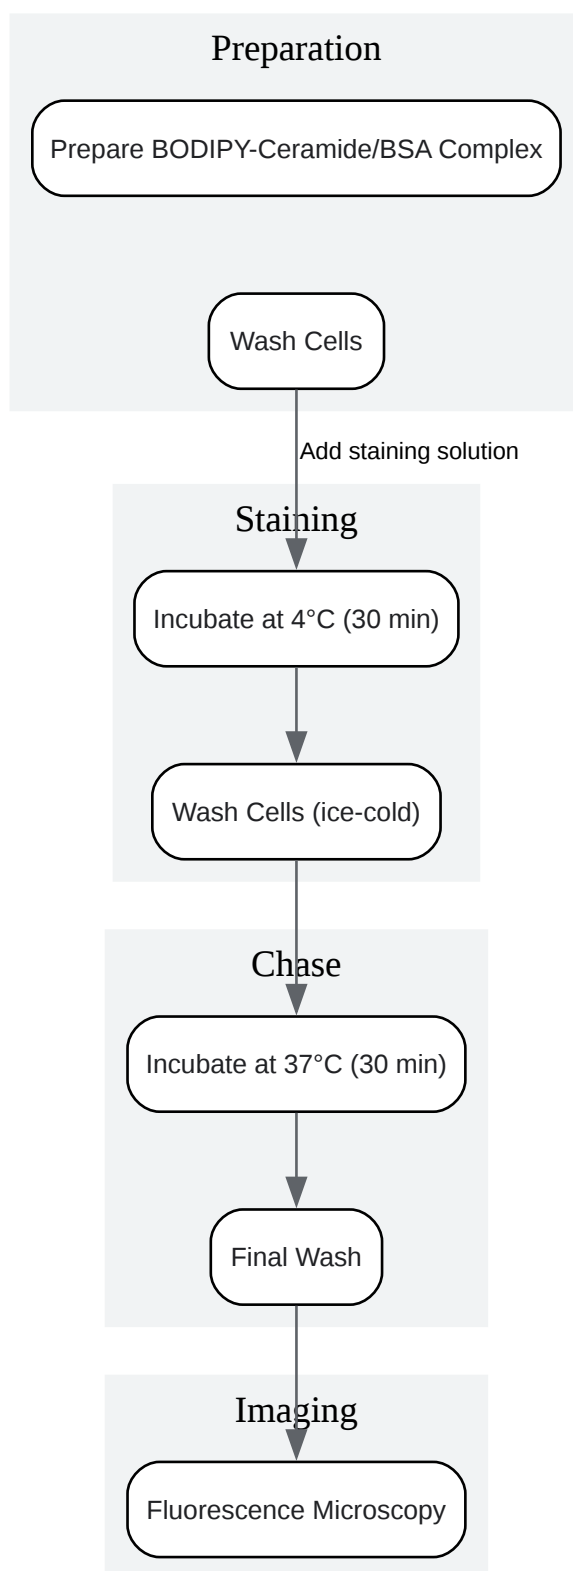 Preparation
Prepare BODIPY-Ceramide/BSA Complex
Wash Cells
Add staining solution
Staining
Incubate at 4°C (30 min)
Wash Cells (ice-cold)
Chase
Incubate at 37°C (30 min)
Final Wash
Imaging
Fluorescence Microscopy